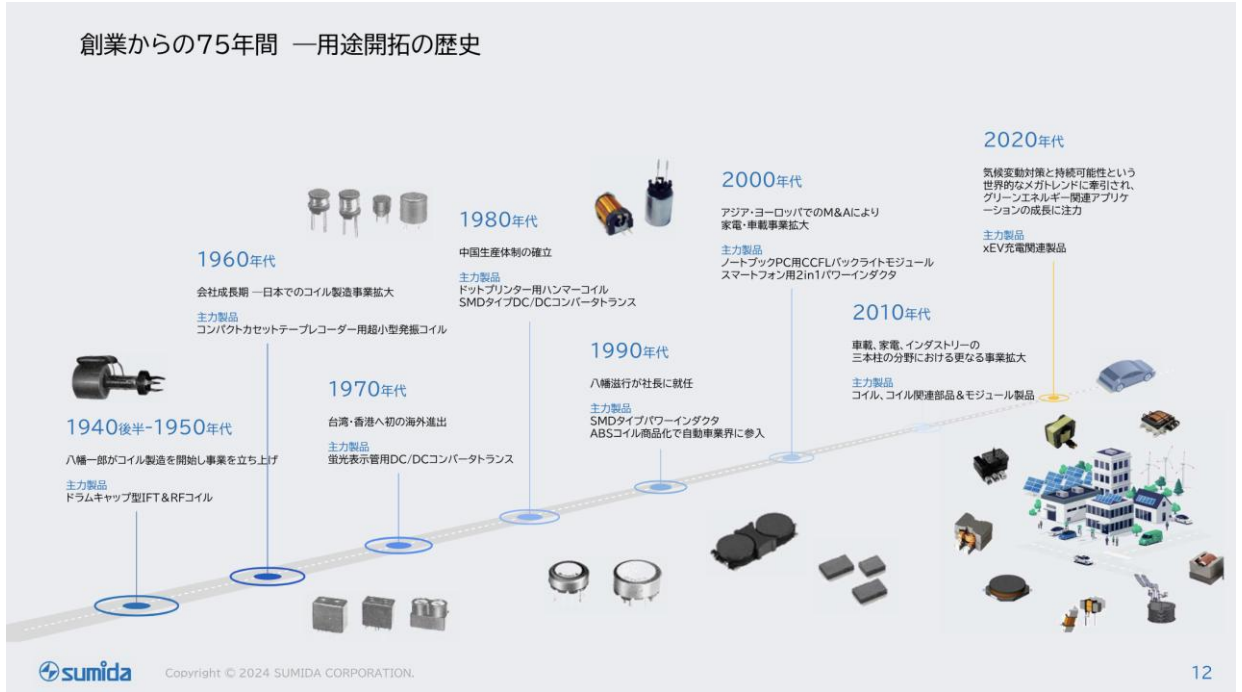 創業からの75年間 ―用途開拓の歴史
1940後半-1950年代
八幡一郎がコイル製造を開始し事業を立ち上げ
主力製品
ドラムキャップ型IFT&RFコイル
1960年代
会社成長期 ―日本でのコイル製造事業拡大
主力製品
コンパクトカセットテープレコーダー用超小型発振コイル
1970年代
台湾・香港へ初の海外進出
主力製品
蛍光表示管用DC/DCコンバータトランス
1980年代
中国生産体制の確立
主力製品
ドットプリンター用ハンマーコイル
SMDタイプDC/DCコンバータトランス
1990年代
八幡滋行が社長に就任
主力製品
SMDタイプパワーインダクタ
ABSコイル商品化で自動車業界に参入
2000年代
アジア・ヨーロッパでのM&Aにより
家電・車載事業拡大
主力製品
ノートブックPC用CCFLバックライトモジュール
スマートフォン用2in1パワーインダクタ
2010年代
車載、家電、インダストリーの
三本柱の分野における更なる事業拡大
主力製品
コイル、コイル関連部品&モジュール製品
2020年代
気候変動対策と持続可能性という
世界的なメガトレンドに牽引され、
グリーンエネルギー関連アプリケ
ーションの成長に注力
主力製品
xEV充電関連製品
sumida
Copyright © 2024 SUMIDA CORPORATION.
12